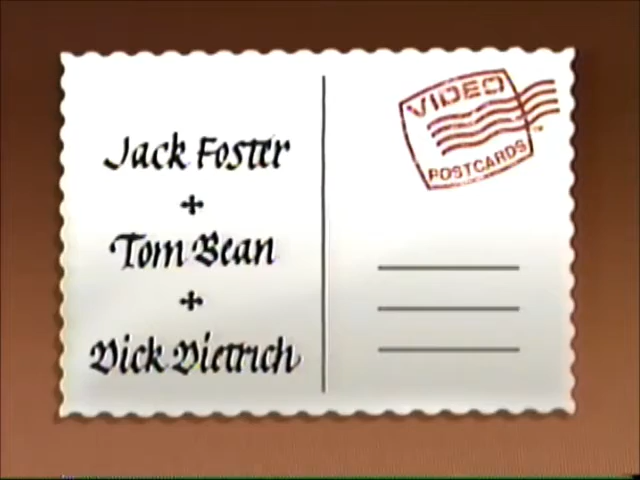 Jack Foster
+
Tom Bean
+
Dick Dietrich
VIDEO
POSTCARDS